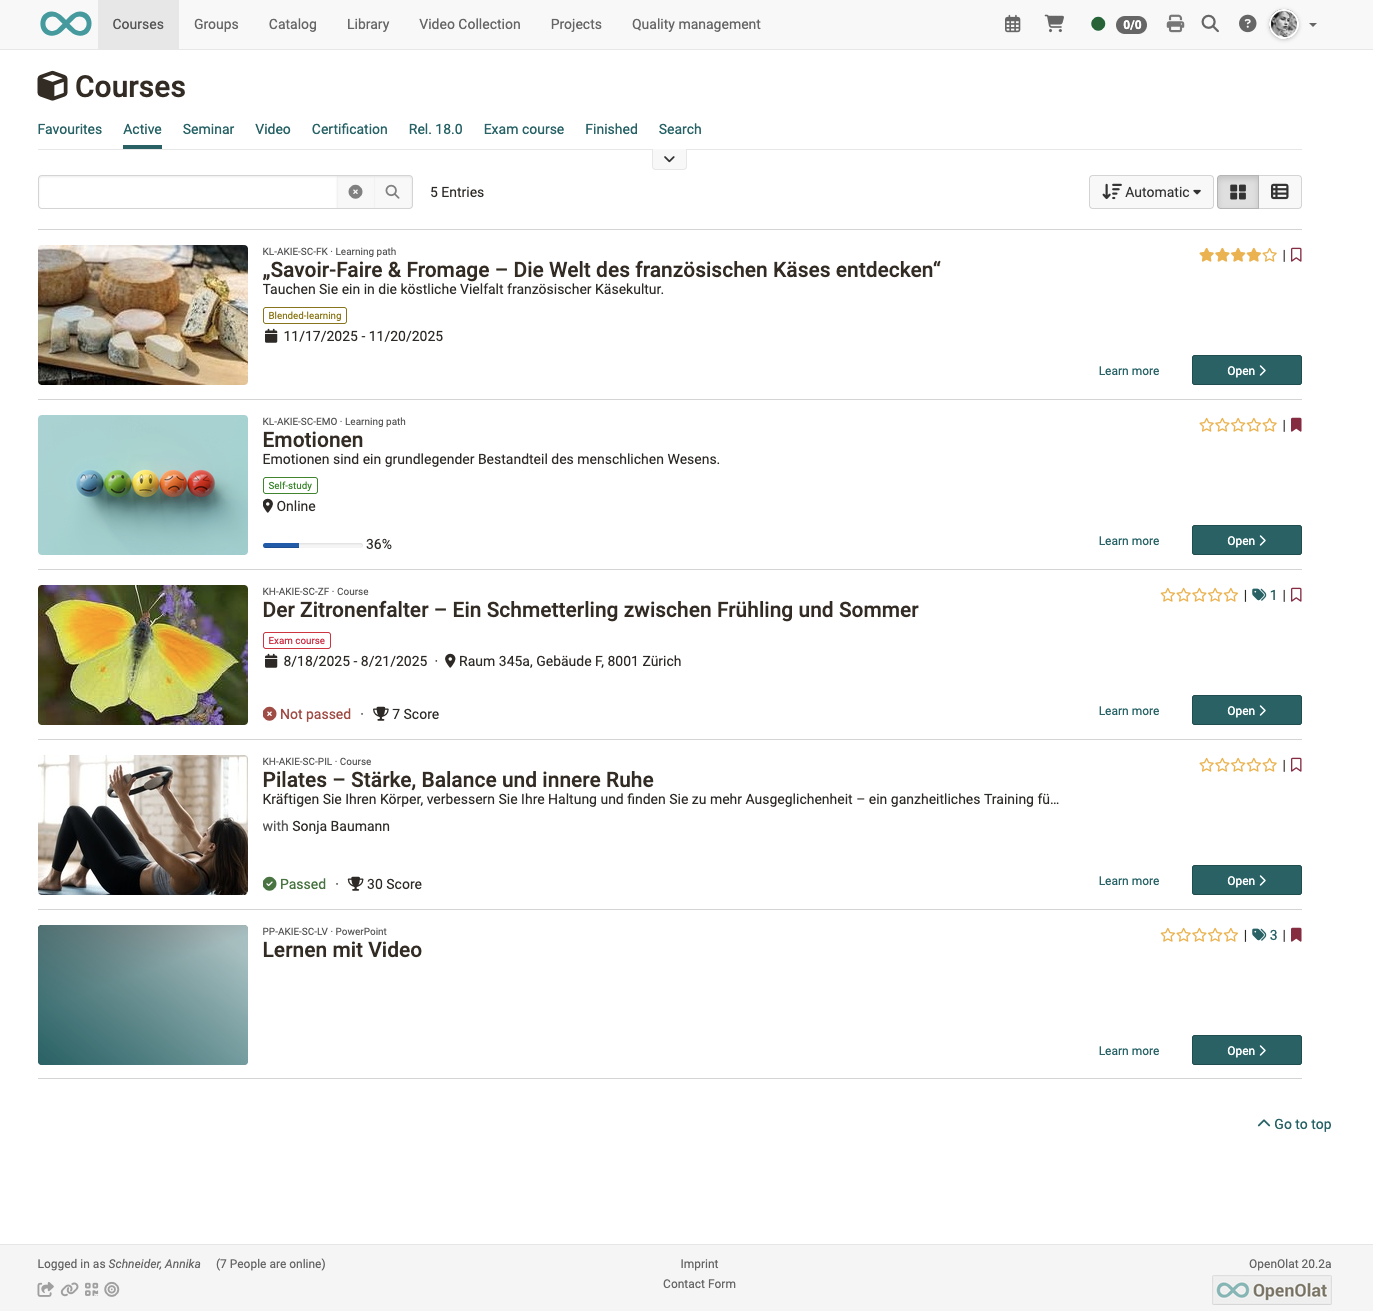 Courses
Groups
Catalog
Library
Video Collection
Projects
Quality management
0/0
Courses
Favourites
Active
Seminar
Video
Certification
Rel. 18.0
Exam course
Finished
Search
5 Entries
Automatic
KL-AKIE-SC-FK · Learning path
„Savoir-Faire & Fromage – Die Welt des französischen Käses entdecken“
|
Tauchen Sie ein in die köstliche Vielfalt französischer Käsekultur.
Blended-learning
11/17/2025 - 11/20/2025
Learn more
Open
KL-AKIE-SC-EMO · Learning path
Emotionen
|
Emotionen sind ein grundlegender Bestandteil des menschlichen Wesens.
Self-study
Online
36%
Learn more
Open
KH-AKIE-SC-ZF · Course
Der Zitronenfalter – Ein Schmetterling zwischen Frühling und Sommer
| 1 |
Exam course
8/18/2025 - 8/21/2025 · Raum 345a, Gebäude F, 8001 Zürich
Not passed · 7 Score
Learn more
Open
KH-AKIE-SC-PIL · Course
Pilates – Stärke, Balance und innere Ruhe
|
Kräftigen Sie Ihren Körper, verbessern Sie Ihre Haltung und finden Sie zu mehr Ausgeglichenheit – ein ganzheitliches Training fü...
with Sonja Baumann
Passed · 30 Score
Learn more
Open
PP-AKIE-SC-LV · PowerPoint
Lernen mit Video
| 3 |
Learn more
Open
Go to top
Logged in as Schneider, Annika (7 People are online)
Imprint
Contact Form
OpenOlat 20.2a
OpenOlat